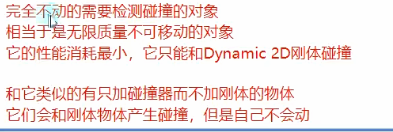 完全不动的需要检测碰撞的对象
相当于是无限质量不可移动的对象
它的性能消耗最小，它只能和Dynamic 2D刚体碰撞
和它类似的有只加碰撞器而不加刚体的物体
它们会和刚体物体产生碰撞，但是自己不会动